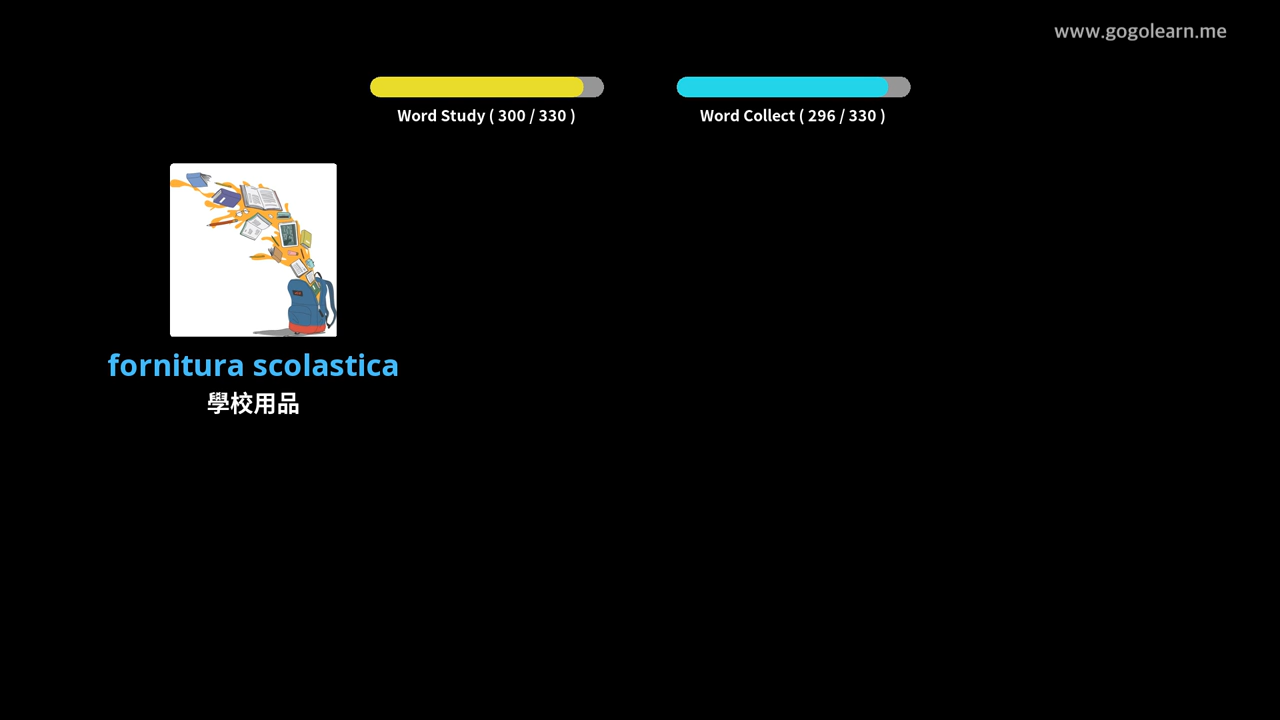 www.gogolearn.me
Word Study ( 300 / 330 )
Word Collect ( 296 / 330 )
fornitura scolastica
學校用品